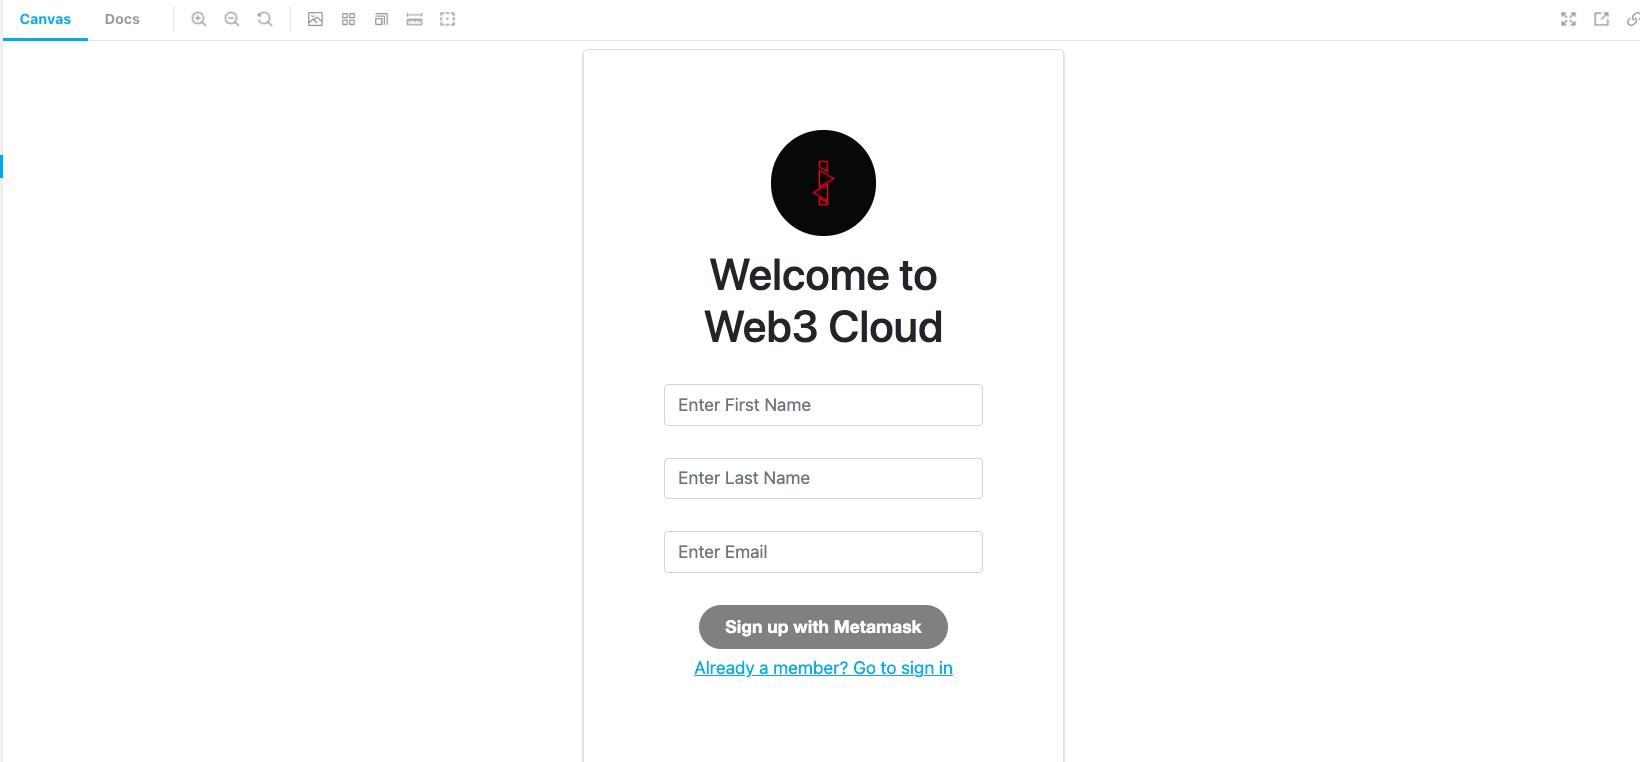 Canvas Docs
Welcome to
Web3 Cloud
Enter First Name
Enter Last Name
Enter Email
Sign up with Metamask
Already a member? Go to sign in